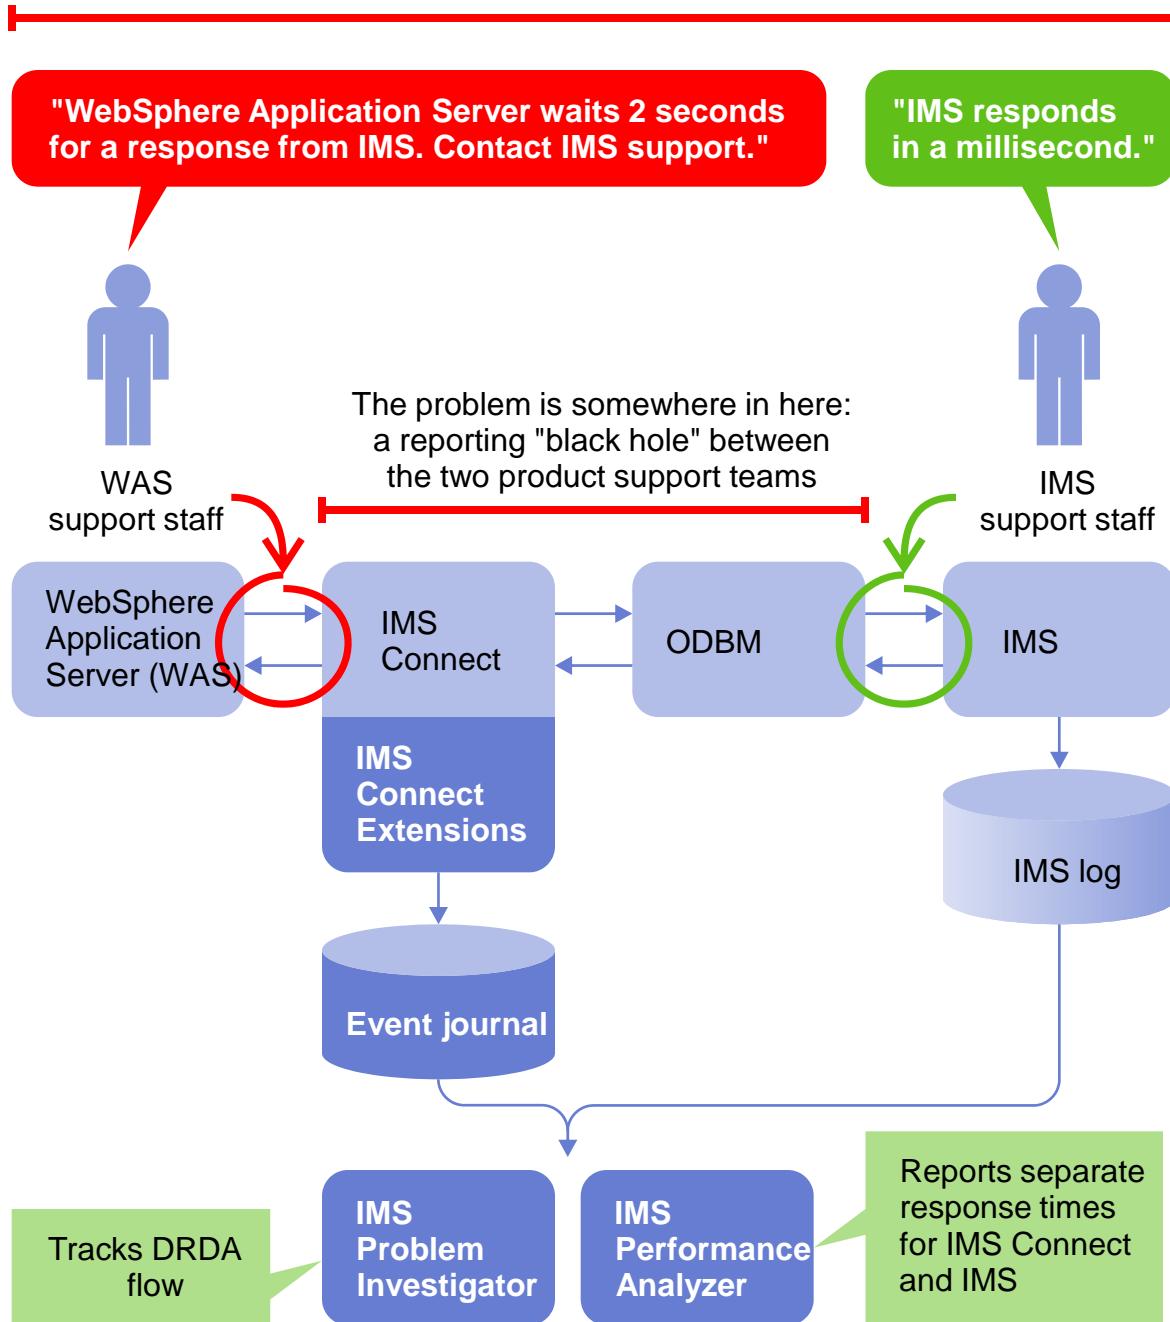 "WebSphere Application Server waits 2 seconds
for a response from IMS. Contact IMS support."
"IMS responds
in a millisecond."
The problem is somewhere in here:
a reporting "black hole" between
the two product support teams
WAS
support staff
IMS
support staff
WebSphere
Application
Server (WAS)
IMS
Connect
ODBM
IMS
IMS
Connect
Extensions
IMS log
Event journal
Tracks DRDA
flow
IMS
Problem
Investigator
IMS
Performance
Analyzer
Reports separate
response times
for IMS Connect
and IMS